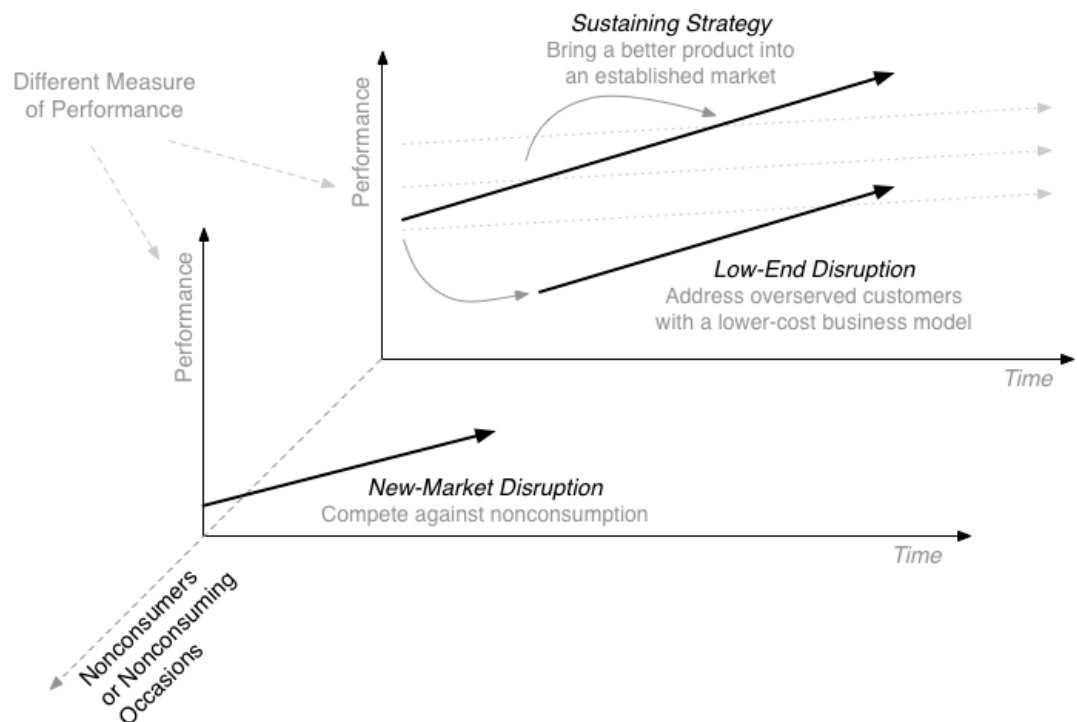 Sustaining Strategy
Bring a better product into
an established market
Different Measure
of Performance
Performance
Low-End Disruption
Address overserved customers
with a lower-cost business model
Time
Performance
New-Market Disruption
Compete against nonconsumption
Time
Nonconsumers
or Nonconsuming
Occasions